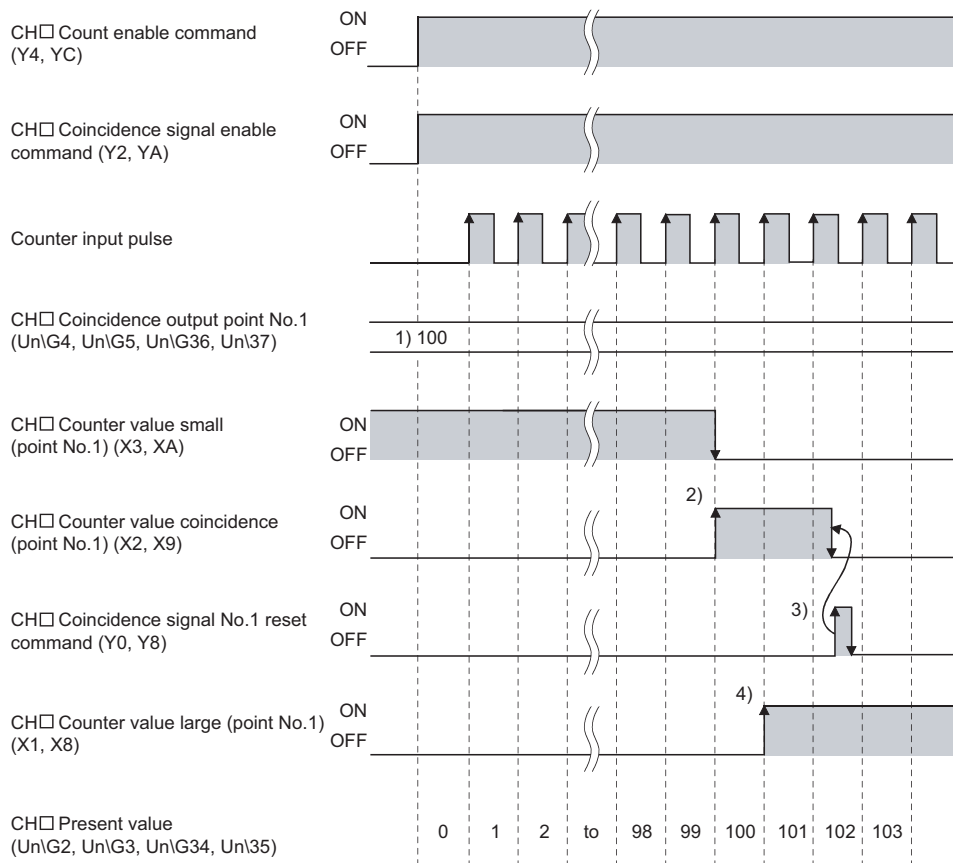 CH□ Count enable command
(Y4, YC)
ON
OFF
CH□ Coincidence signal enable
command (Y2, YA)
ON
OFF
Counter input pulse
CH□ Coincidence output point No.1
(Un\G4, Un\G5, Un\G36, Un\37)
1) 100
CH□ Counter value small
(point No.1) (X3, XA)
ON
OFF
CH□ Counter value coincidence
(point No.1) (X2, X9)
ON
OFF
2)
CH□ Coincidence signal No.1 reset
command (Y0, Y8)
ON
OFF
3)
CH□ Counter value large (point No.1)
(X1, X8)
ON
OFF
4)
CH□ Present value
(Un\G2, Un\G3, Un\G34, Un\35)
0 1 2 to 98 99 100 101 102 103